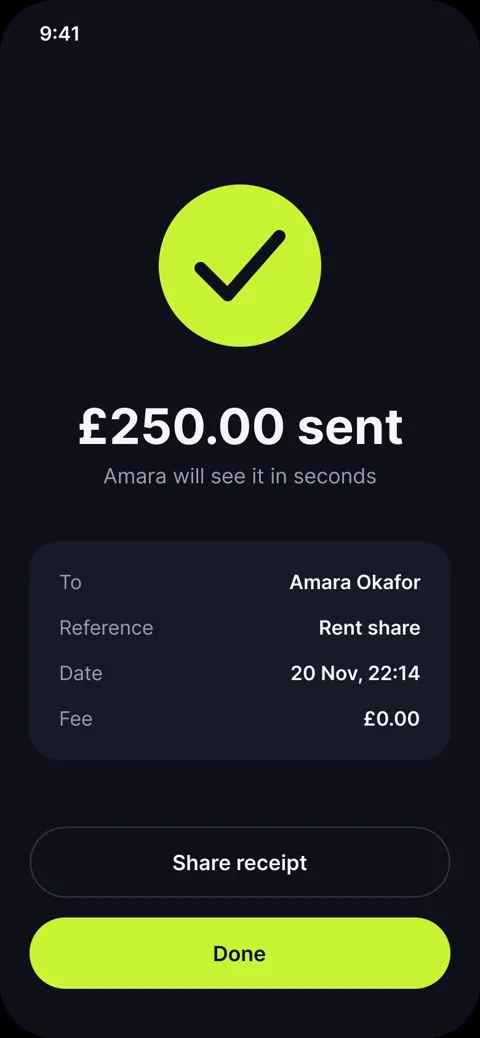 9:41
£250.00 sent
Amara will see it in seconds
To Amara Okafor
Reference Rent share
Date 20 Nov, 22:14
Fee £0.00
Share receipt
Done